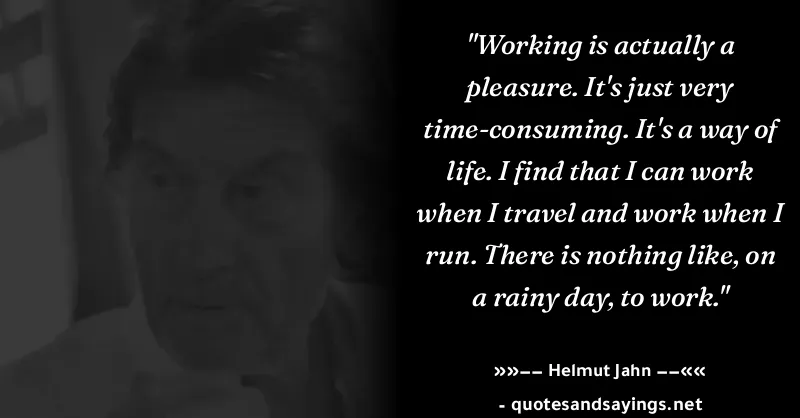 "Working is actually a
pleasure. It's just very
time-consuming. It's a way of
life. I find that I can work
when I travel and work when I
run. There is nothing like, on
a rainy day, to work."
»»−− Helmut Jahn −−««
- quotesandsayings.net